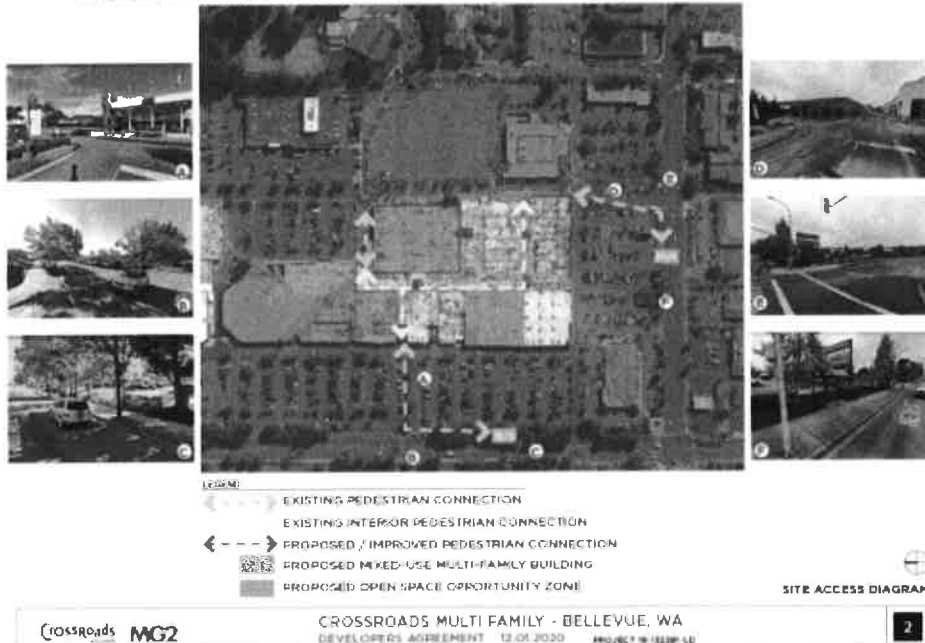 A
B
C
D
E
F
D
E
F
A
B
C
LEGEND
EXISTING PEDESTRIAN CONNECTION
EXISTING INTERIOR PEDESTRIAN CONNECTION
PROPOSED / IMPROVED PEDESTRIAN CONNECTION
PROPOSED MIXED-USE MULTI-FAMILY BUILDING
PROPOSED OPEN SPACE OPPORTUNITY ZONE
SITE ACCESS DIAGRAM
CROSSROADS MG2
CROSSROADS MULTI FAMILY - BELLEVUE, WA
DEVELOPERS AGREEMENT 12.01.2020
2